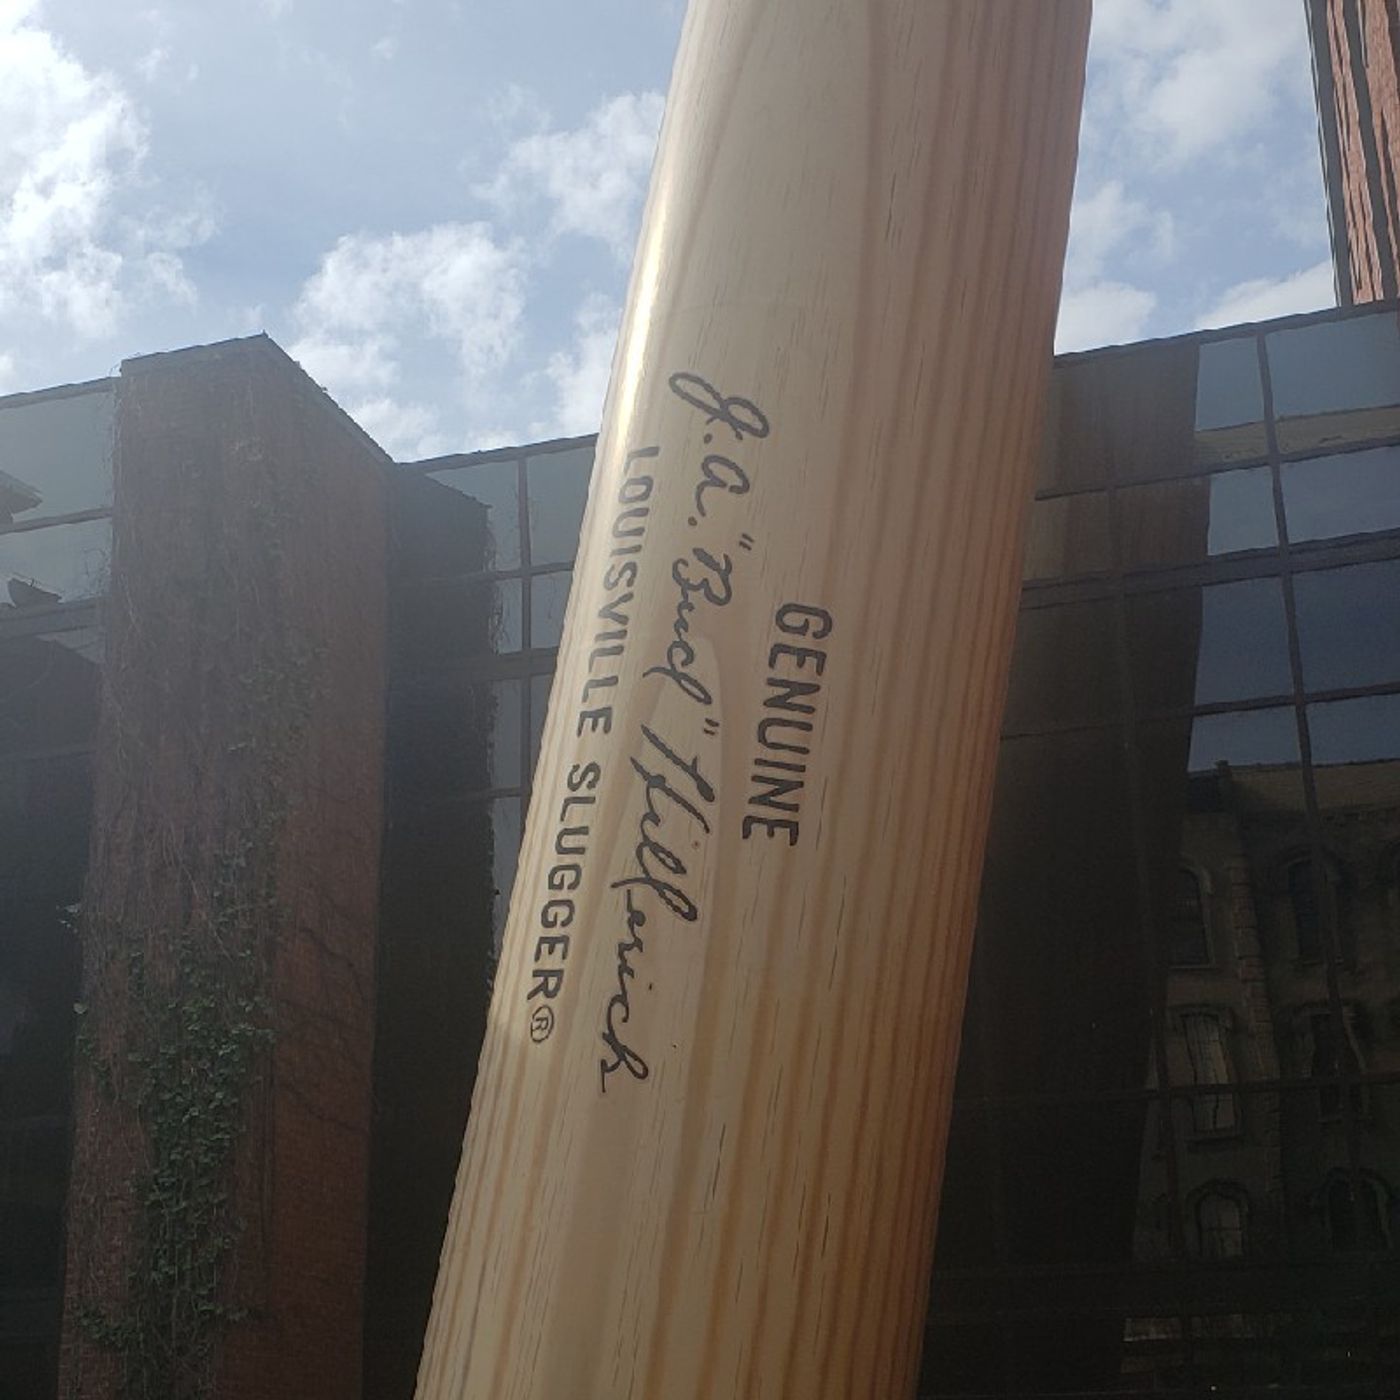 GENUINE
J. A. "Bud" Hillerich
LOUISVILLE SLUGGER®